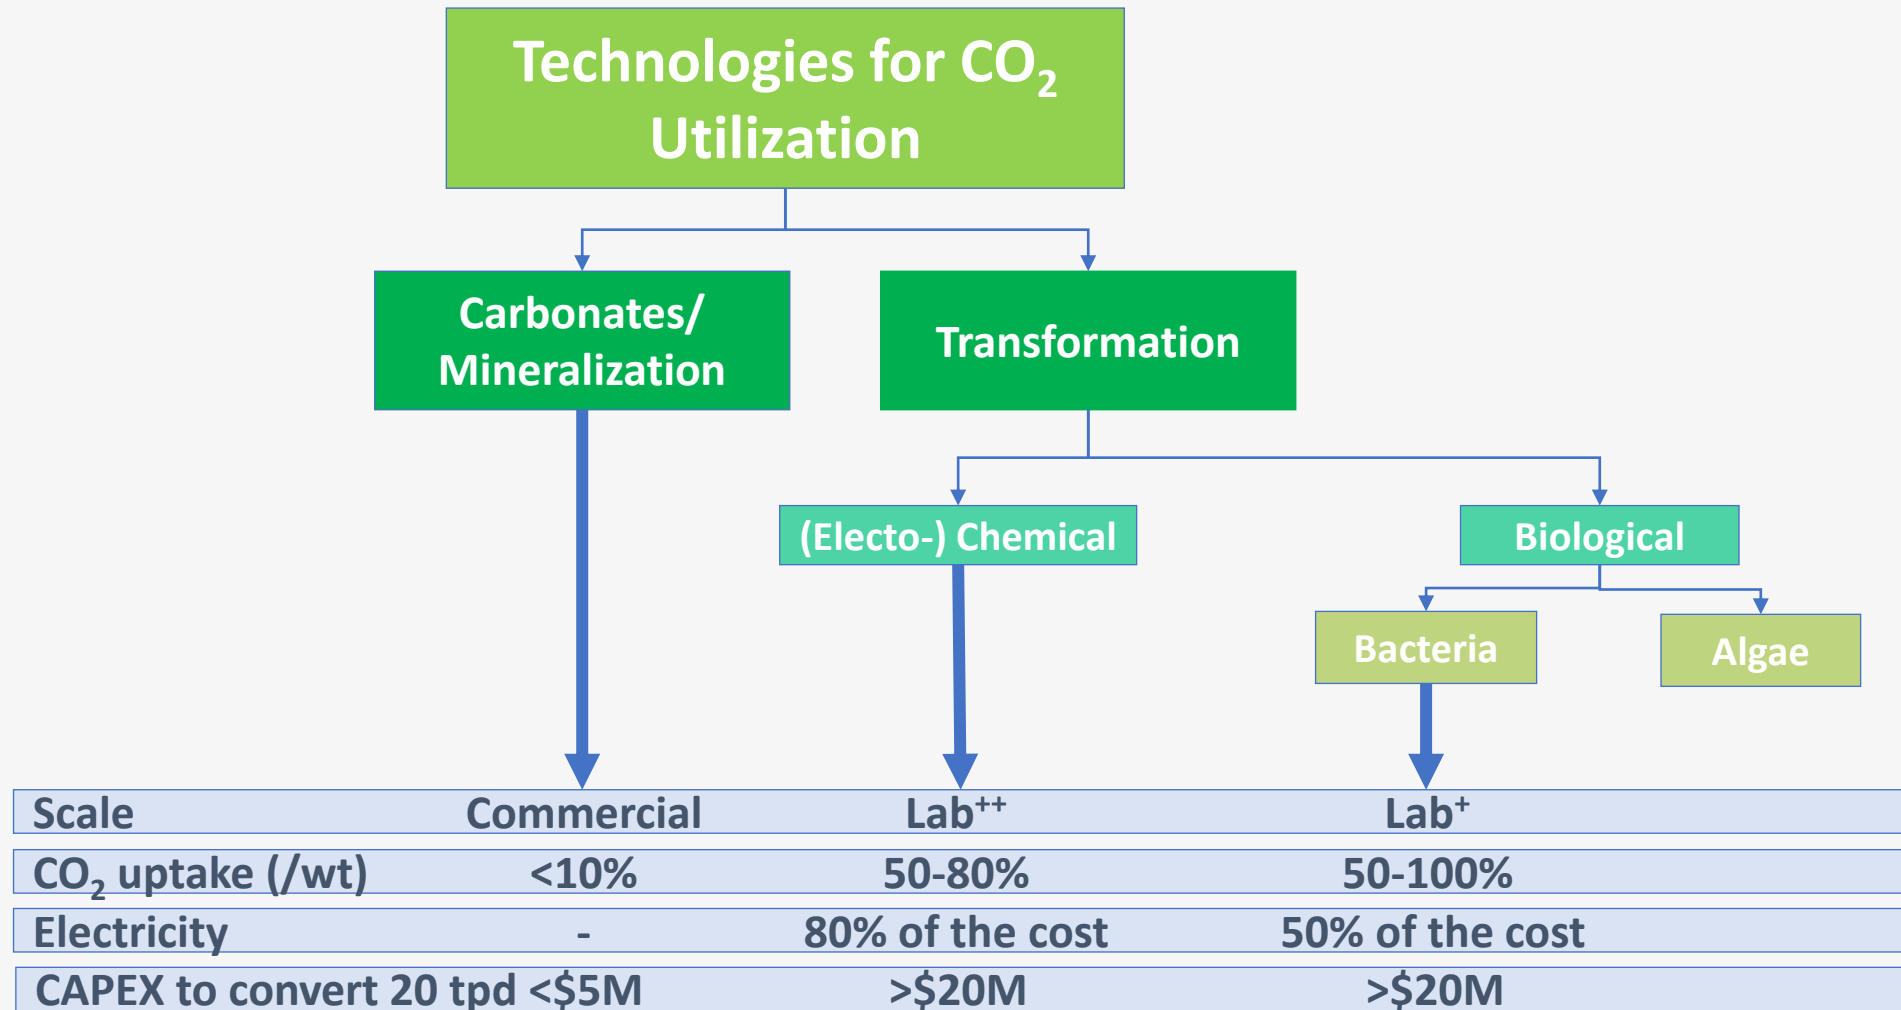 Technologies for CO₂
Utilization
Carbonates/
Mineralization
Transformation
(Electo-) Chemical
Biological
Bacteria
Algae
Scale Commercial Lab⁺⁺ Lab⁺
CO₂ uptake (/wt) <10% 50-80% 50-100%
Electricity - 80% of the cost 50% of the cost
CAPEX to convert 20 tpd <$5M >$20M >$20M